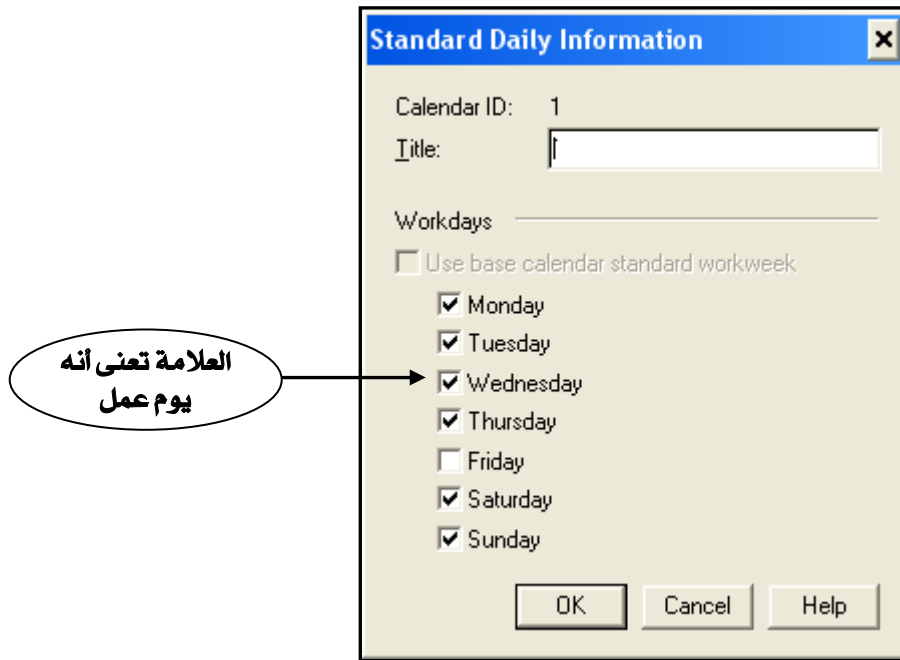 Standard Daily Information
Calendar ID: 1
Title:
Workdays
Use base calendar standard workweek
Monday
Tuesday
العلامة تعنى أنه
يوم عمل
Wednesday
Thursday
Friday
Saturday
Sunday
OK Cancel Help